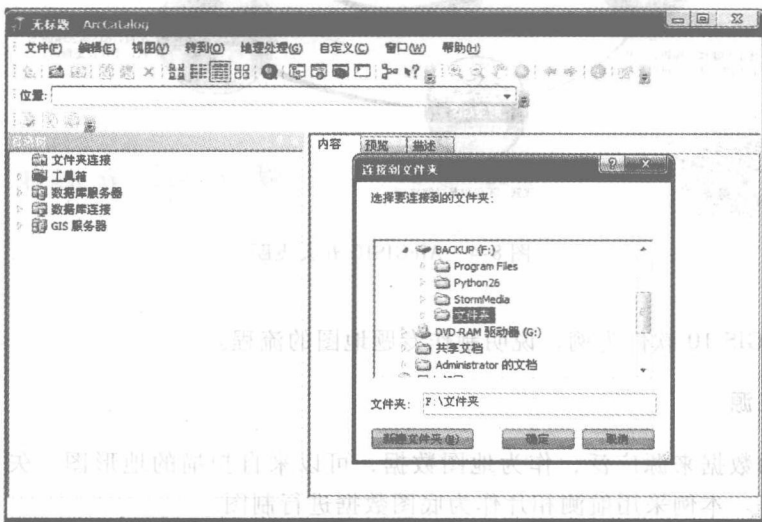 无标题 - ArcCatalog
文件(F) 编辑(E) 视图(V) 转到(O) 地理处理(G) 自定义(C) 窗口(W) 帮助(H)
位置:
内容 预览 描述
文件夹连接
工具箱
数据库服务器
数据库连接
GIS 服务器
连接到文件夹
选择要连接到的文件夹:
BACKUP (F:)
Program Files
Python26
StormMedia
文件夹
DVD-RAM 驱动器 (G:)
共享文档
Administrator 的文档
文件夹: F:\文件夹
新建文件夹(N) 确定 取消